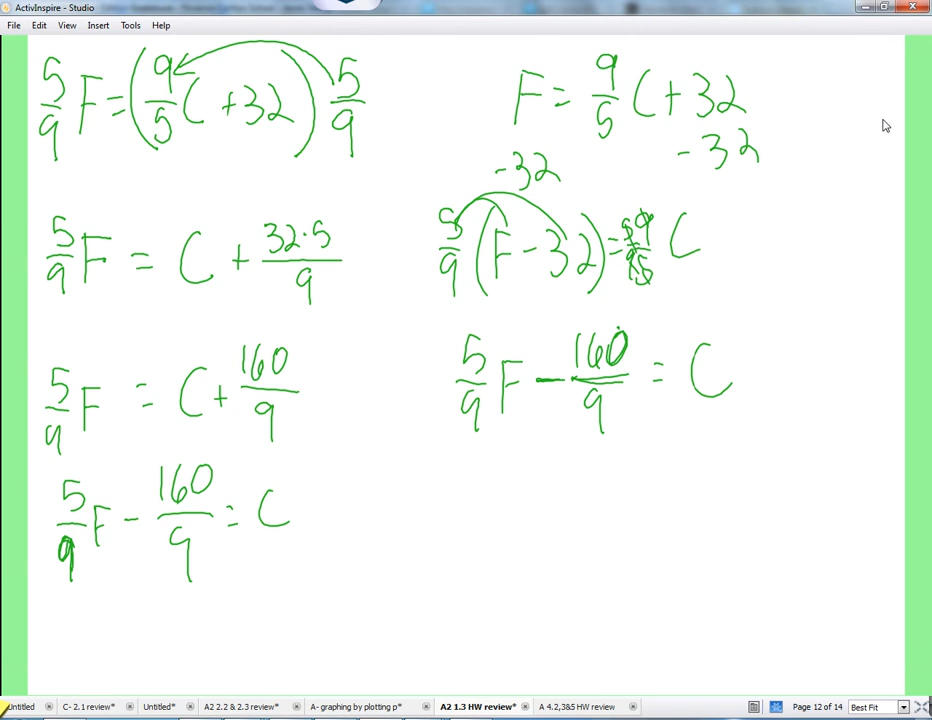 ActivInspire - Studio
File Edit View Insert Tools Help
5/9 F = (9/5 C + 32) 5/9
5/9 F = C + 32·5/9
5/9 F = C + 160/9
5/9 F - 160/9 = C
F = 9/5 C + 32
-32 - 32
5/9 (F - 32) = 5/9 9/5 C
5/9 F - 160/9 = C
Untitled C- 2.1 review* Untitled* A2 2.2 & 2.3 review* A- graphing by plotting p* A2 1.3 HW review* A 4.2,3&5 HW review Page 12 of 14 Best Fit